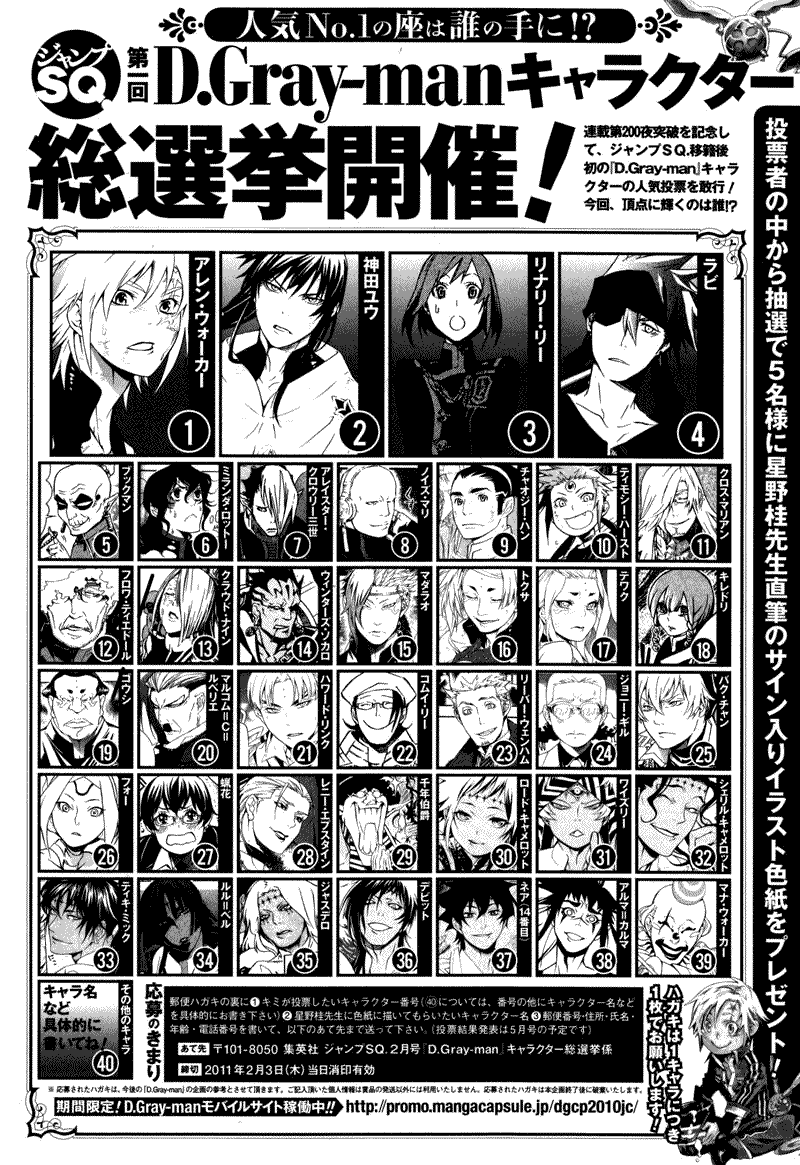 人気No.1の座は誰の手に!?
ジャンプ
SQ
第一回
D.Gray-manキャラクター
総選挙開催!
連載第200夜突破を記念し
て、ジャンプSQ.移籍後
初の『D.Gray-man』キャラ
クターの人気投票を敢行!
今回、頂点に輝くのは誰!?
投票者の中から抽選で5名様に星野桂先生直筆のサイン入りイラスト色紙をプレゼント!!
アレン・ウォーカー
1
神田ユウ
2
リナリー・リー
3
ラビ
4
ブックマン
5
ミランダ・ロットー
6
アレイスター・
クロウリー三世
7
ノイズ・マリ
8
チャオジー・ハン
9
ティモシー・ハースト
10
クロス・マリアン
11
フロワ・ティエドール
12
クラウド・ナイン
13
ウィンターズ・ソカロ
14
マダラオ
15
トクサ
16
テワク
17
キレドリ
18
ゴウシ
19
マルコム=C=
ルベリエ
20
ハワード・リンク
21
コムイ・リー
22
リーバー・ウェンハム
23
ジョニー・ギル
24
バク・チャン
25
フォー
26
蝋花
27
レニー・エプスタイン
28
千年伯爵
29
ロード・キャメロット
30
ワイズリー
31
シェリル・キャメロット
32
ティキ・ミック
33
ルル=ベル
34
ジャスデロ
35
デビット
36
ネア(14番目)
37
アルマ=カルマ
38
マナ・ウォーカー
39
キャラ名
など
具体的に
書いてね!
その他のキャラ
40
応募のきまり
郵便ハガキの裏に❶キミが投票したいキャラクター番号(㊵については、番号の他にキャラクター名など
を具体的にお書き下さい)❷星野桂先生に色紙に描いてもらいたいキャラクター名❸郵便番号・住所・氏名・
年齢・電話番号を書いて、以下のあて先まで送って下さい。(投票結果発表は5月号の予定です)
あて先 〒101-8050 集英社 ジャンプSQ.2月号『D.Gray-man』キャラクター総選挙係
締切 2011年2月3日(木)当日消印有効
ハガキは1キャラにつき
1枚でお願いします!
※応募されたハガキは、今後の『D.Gray-man』の企画の参考とさせて頂きます。ご記入頂いた個人情報は賞品の発送以外には利用いたしません。応募されたハガキは本企画終了後に破棄いたします。
期間限定!D.Gray-manモバイルサイト稼働中!!▶http://promo.mangacapsule.jp/dgcp2010jc/